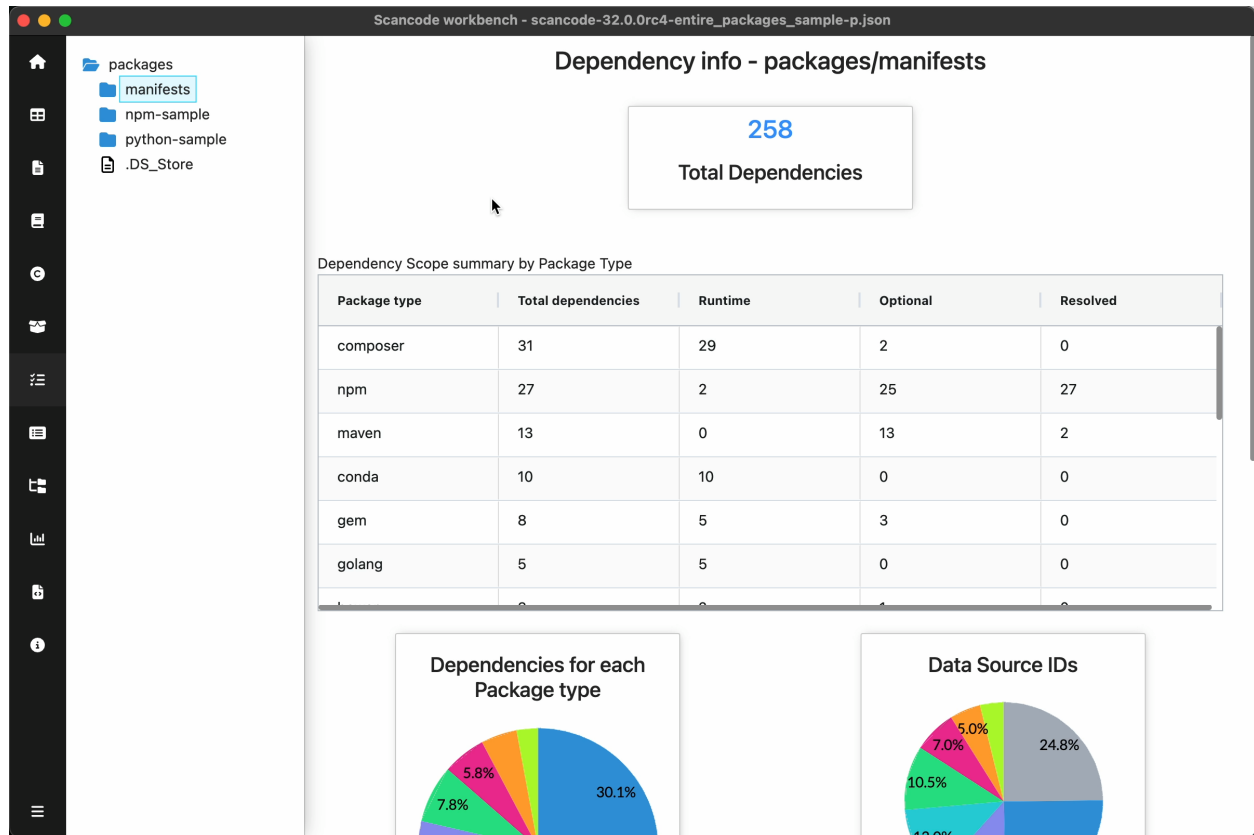 Scancode workbench - scancode-32.0.0rc4-entire_packages_sample-p.json
packages
manifests
npm-sample
python-sample
.DS_Store
Dependency info - packages/manifests
258
Total Dependencies
Dependency Scope summary by Package Type
Package type Total dependencies Runtime Optional Resolved
composer 31 29 2 0
npm 27 2 25 27
maven 13 0 13 2
conda 10 10 0 0
gem 8 5 3 0
golang 5 5 0 0
Dependencies for each
Package type
5.8%
30.1%
7.8%
Data Source IDs
5.0%
7.0%
24.8%
10.5%